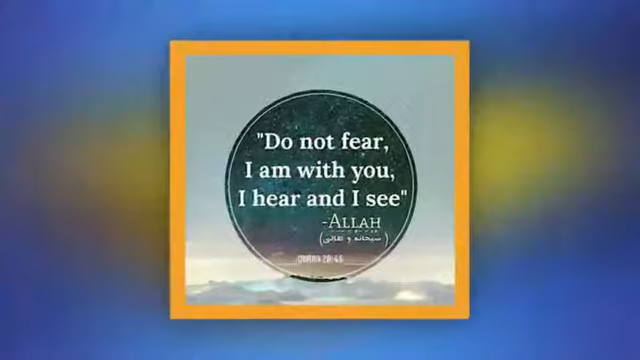 "Do not fear,
I am with you,
I hear and I see"
-ALLAH
(سبحانه و تعالى)
QURAN 20:46